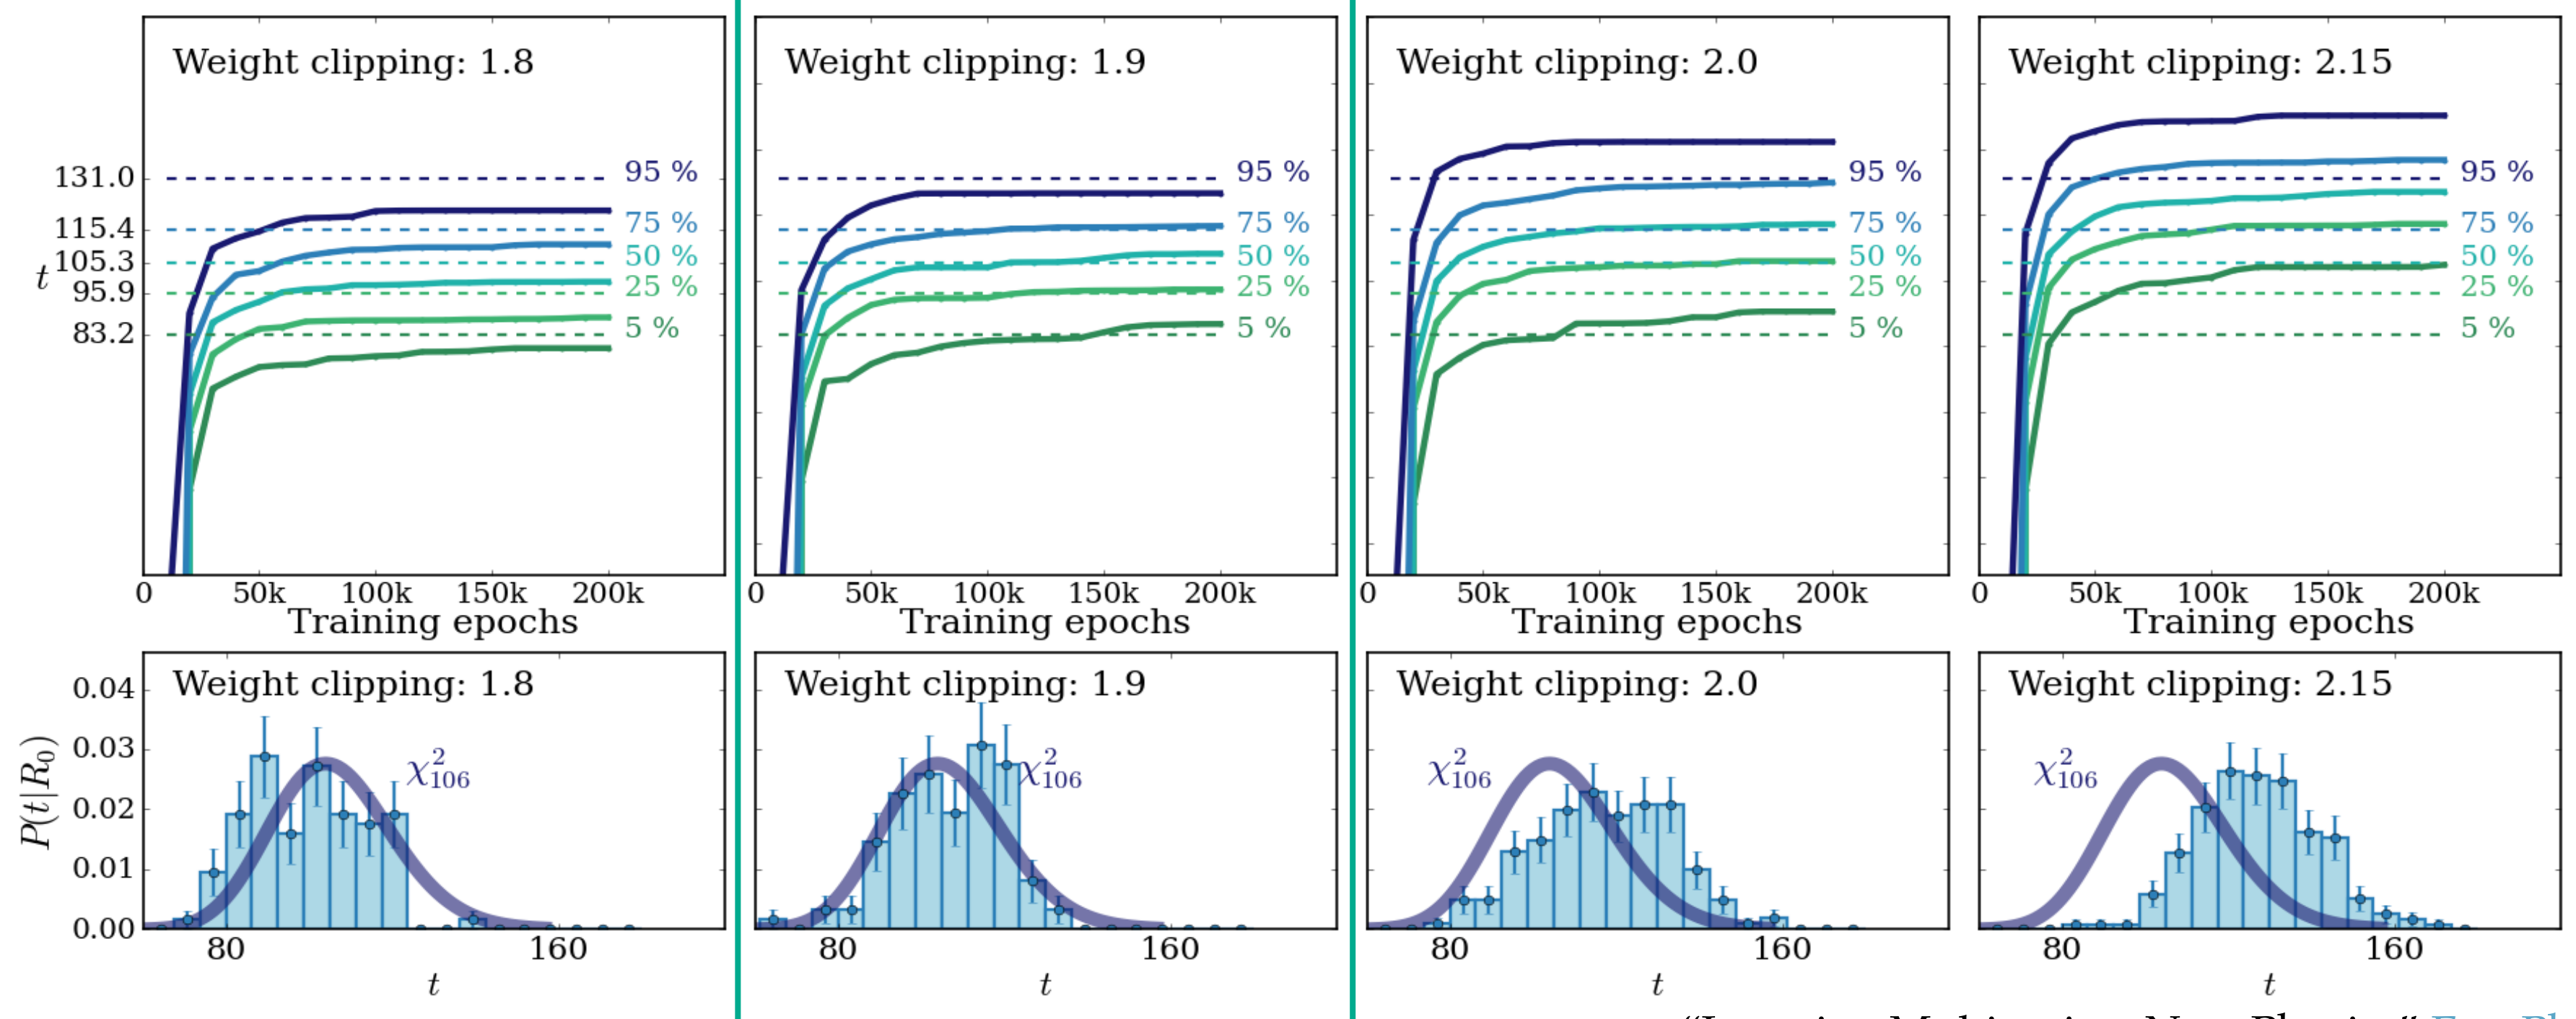 Weight clipping: 1.8
131.0
115.4
105.3
95.9
83.2
t
95 %
75 %
50 %
25 %
5 %
0 50k 100k 150k 200k
Training epochs
Weight clipping: 1.9
95 %
75 %
50 %
25 %
5 %
0 50k 100k 150k 200k
Training epochs
Weight clipping: 2.0
95 %
75 %
50 %
25 %
5 %
0 50k 100k 150k 200k
Training epochs
Weight clipping: 2.15
95 %
75 %
50 %
25 %
5 %
0 50k 100k 150k 200k
Training epochs
Weight clipping: 1.8
P(t|R₀)
0.04
0.03
0.02
0.01
0.00
χ²₁₀₆
80 160
t
Weight clipping: 1.9
χ²₁₀₆
80 160
t
Weight clipping: 2.0
χ²₁₀₆
80 160
t
Weight clipping: 2.15
χ²₁₀₆
80 160
t